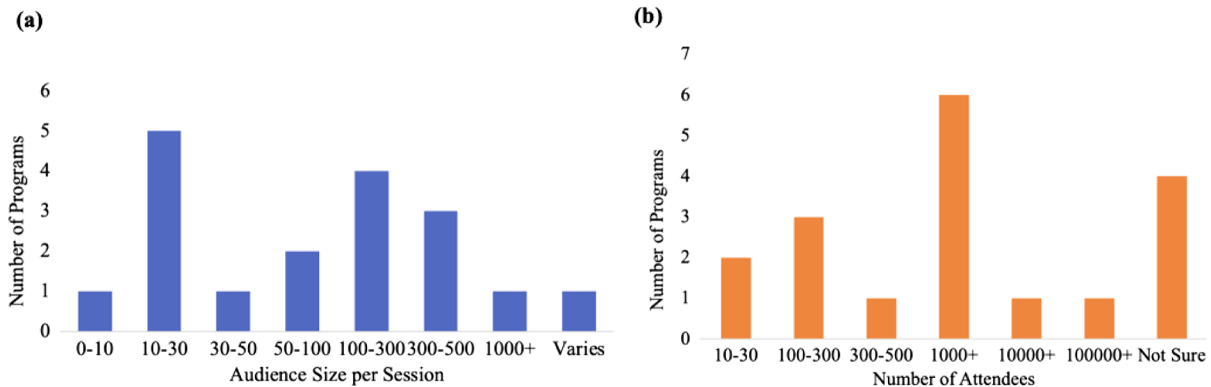 (a)
6
5
4
3
2
1
0
Number of Programs
0-10 10-30 30-50 50-100 100-300 300-500 1000+ Varies
Audience Size per Session
(b)
7
6
5
4
3
2
1
0
Number of Programs
10-30 100-300 300-500 1000+ 10000+ 100000+ Not Sure
Number of Attendees